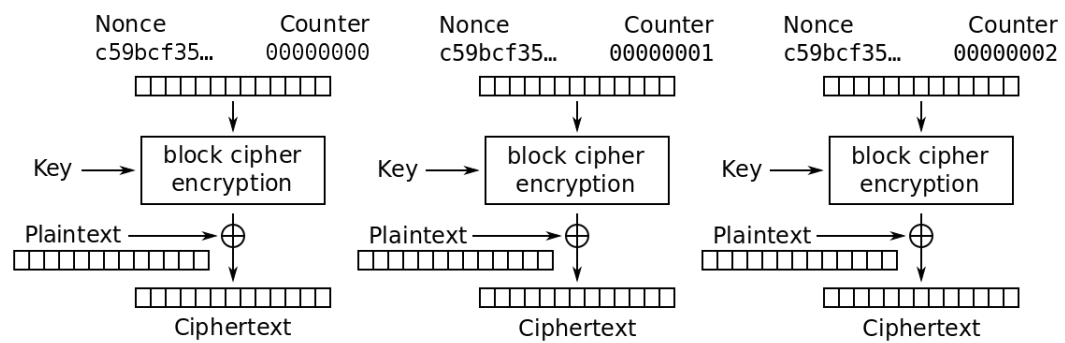 Nonce Counter Nonce Counter Nonce Counter
c59bcf35… 00000000 c59bcf35… 00000001 c59bcf35… 00000002
block cipher block cipher block cipher
Key encryption Key encryption Key encryption
Plaintext Plaintext Plaintext
Ciphertext Ciphertext Ciphertext